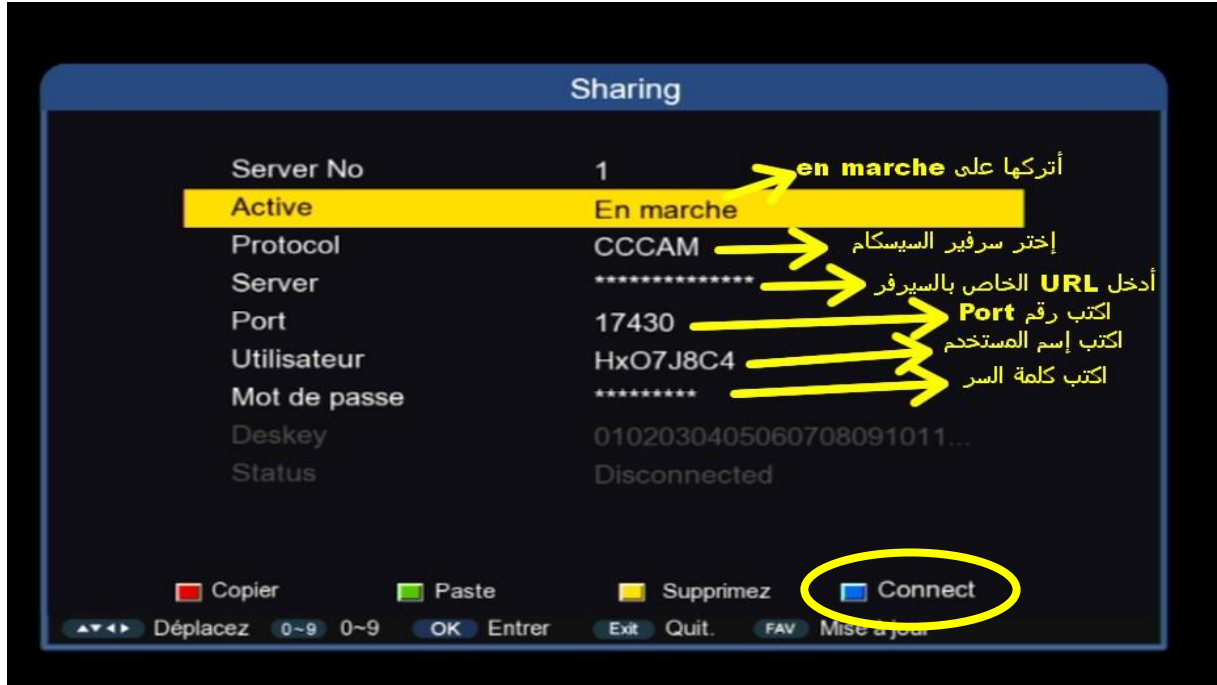 Sharing
Server No 1 أتركها على en marche
Active En marche
Protocol CCCAM إختر سرفير السيسكام
Server ************** أدخل URL الخاص بالسيرفر
Port 17430 اكتب رقم Port
Utilisateur HxO7J8C4 اكتب إسم المستخدم
Mot de passe ********* اكتب كلمة السر
Deskey 0102030405060708091011...
Status Disconnected
Copier Paste Supprimez Connect
Déplacez 0~9 0~9 OK Entrer Exit Quit. FAV Mise à jour